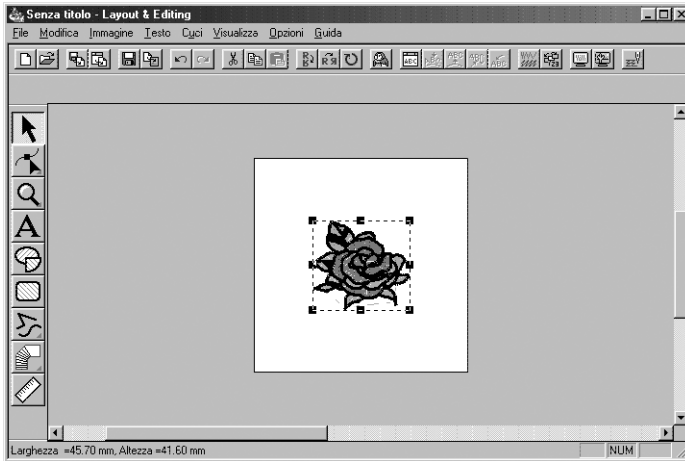 Senza titolo - Layout & Editing
File Modifica Immagine Testo Cuci Visualizza Opzioni Guida
A
Larghezza =45.70 mm, Altezza =41.60 mm
NUM